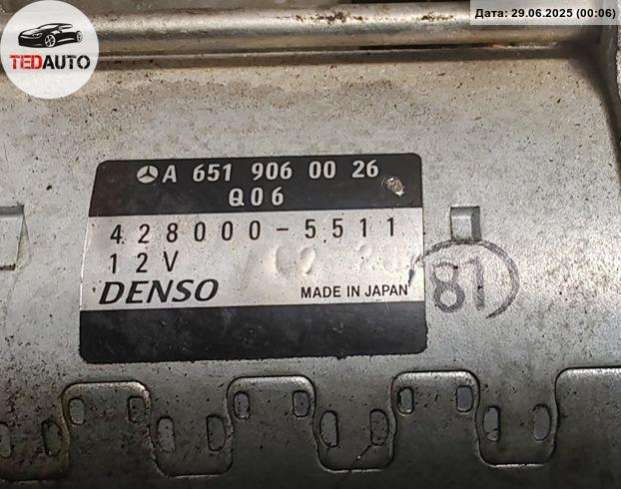 Дата: 29.06.2025 (00:06)
TEDAUTO
A 651 906 00 26
Q06
428000-5511
12V
DENSO
MADE IN JAPAN
81